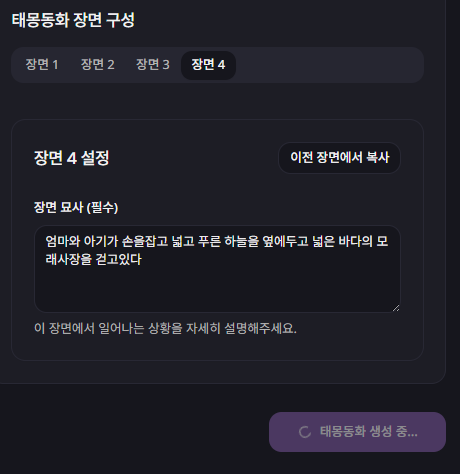 태몽동화 장면 구성
장면 1 장면 2 장면 3 장면 4
장면 4 설정 이전 장면에서 복사
장면 묘사 (필수)
엄마와 아기가 손을잡고 넓고 푸른 하늘을 옆에두고 넓은 바다의 모
래사장을 걷고있다
이 장면에서 일어나는 상황을 자세히 설명해주세요.
태몽동화 생성 중...